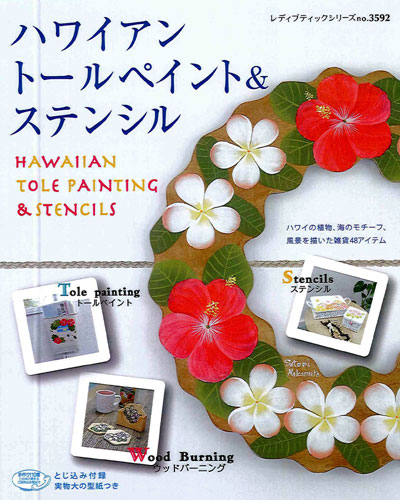 レディブティックシリーズno.3592
ハワイアン
トールペイント&
ステンシル
HAWAIIAN
TOLE PAINTING
& STENCILS
ハワイの植物、海のモチーフ、
風景を描いた雑貨48アイテム
Tole painting
トールペイント
Stencils
ステンシル
Wood Burning
ウッドバーニング
とじ込み付録
実物大の型紙つき